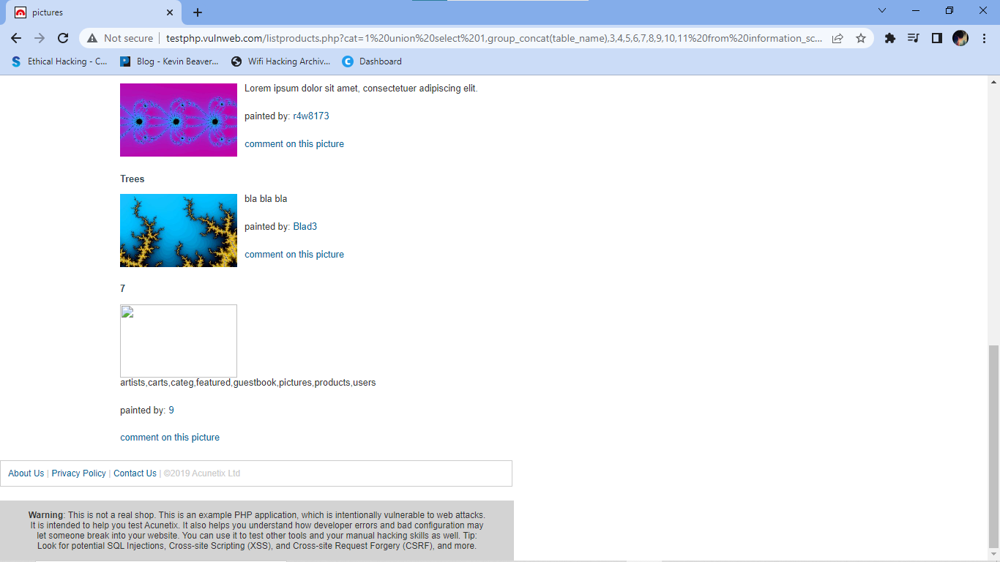 pictures
Not secure
testphp.vulnweb.com/listproducts.php?cat=1%20union%20select%201,group_concat(table_name),3,4,5,6,7,8,9,10,11%20from%20information_sc...
Ethical Hacking - C...
Blog - Kevin Beaver...
Wifi Hacking Archiv...
Dashboard
Lorem ipsum dolor sit amet, consectetuer adipiscing elit.
painted by: r4w8173
comment on this picture
Trees
bla bla bla
painted by: Blad3
comment on this picture
7
artists,carts,categ,featured,guestbook,pictures,products,users
painted by: 9
comment on this picture
About Us | Privacy Policy | Contact Us | ©2019 Acunetix Ltd
Warning: This is not a real shop. This is an example PHP application, which is intentionally vulnerable to web attacks.
It is intended to help you test Acunetix. It also helps you understand how developer errors and bad configuration may
let someone break into your website. You can use it to test other tools and your manual hacking skills as well. Tip:
Look for potential SQL Injections, Cross-site Scripting (XSS), and Cross-site Request Forgery (CSRF), and more.